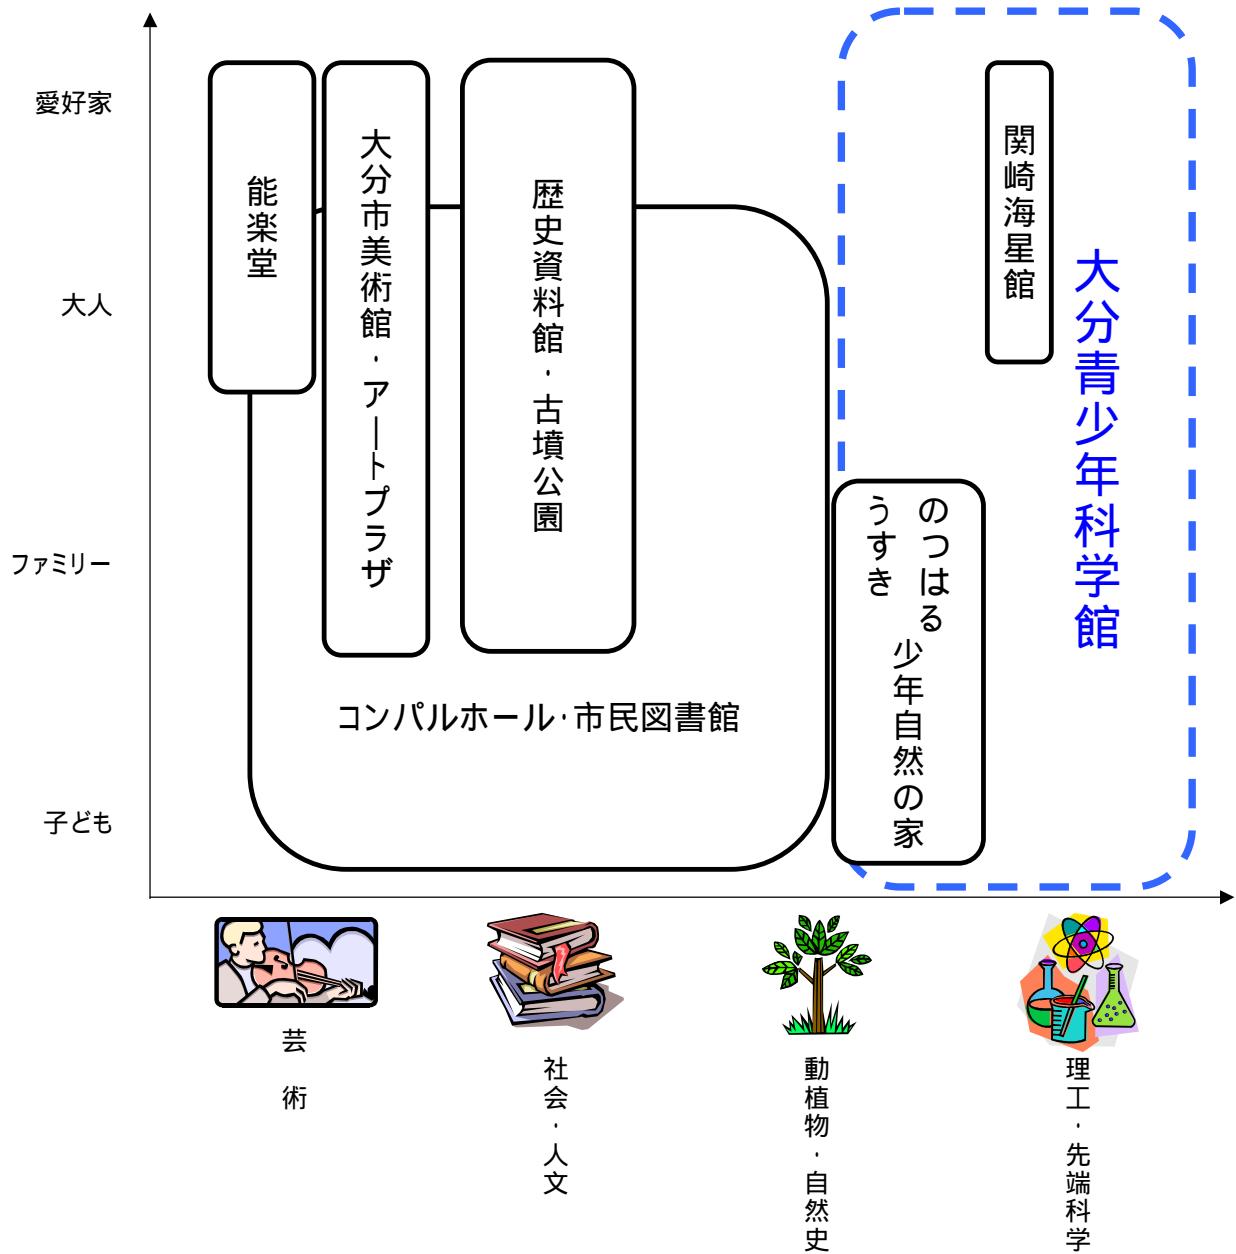 愛好家
大人
ファミリー
子ども
能楽堂
大分市美術館・アートプラザ
歴史資料館・古墳公園
コンパルホール・市民図書館
のつはる
うすき
少年自然の家
関崎海星館
大分青少年科学館
芸術
社会・人文
動植物・自然史
理工・先端科学